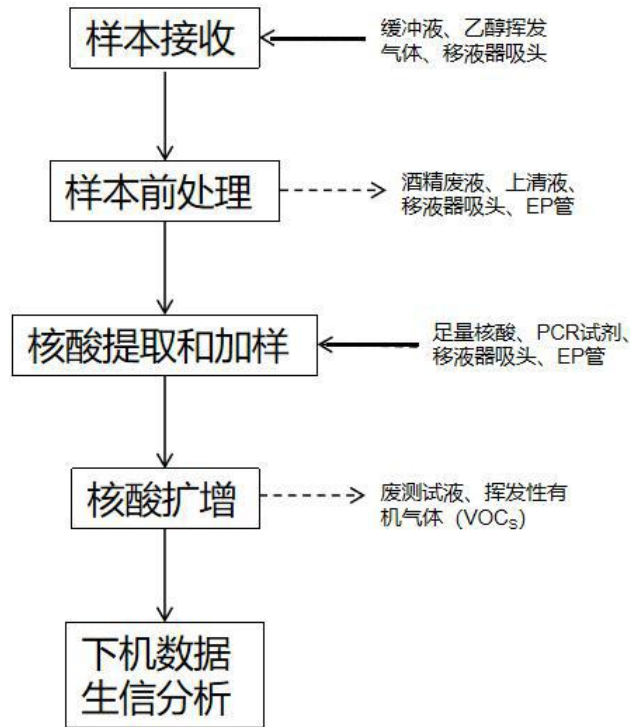 样本接收
缓冲液、乙醇挥发
气体、移液器吸头
样本前处理
酒精废液、上清液、
移液器吸头、EP管
核酸提取和加样
足量核酸、PCR试剂、
移液器吸头、EP管
核酸扩增
废测试液、挥发性有
机气体 (VOCs)
下机数据
生信分析